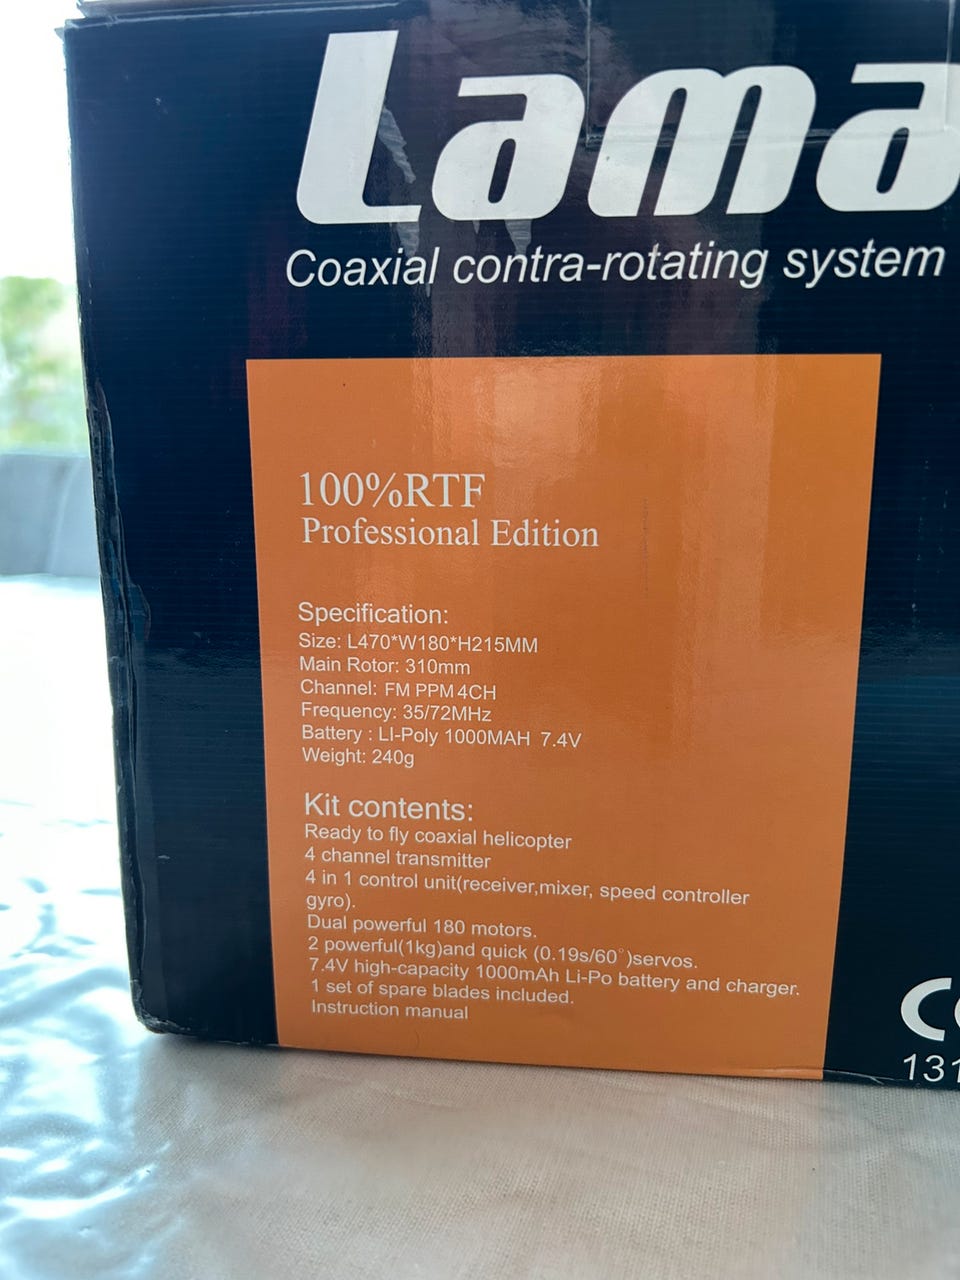 Lama
Coaxial contra-rotating system
100%RTF
Professional Edition
Specification:
Size: L470*W180*H215MM
Main Rotor: 310mm
Channel: FM PPM 4CH
Frequency: 35/72MHz
Battery : LI-Poly 1000MAH 7.4V
Weight: 240g
Kit contents:
Ready to fly coaxial helicopter
4 channel transmitter
4 in 1 control unit(receiver,mixer, speed controller
gyro).
Dual powerful 180 motors.
2 powerful(1kg)and quick (0.19s/60°)servos.
7.4V high-capacity 1000mAh Li-Po battery and charger.
1 set of spare blades included.
Instruction manual
131